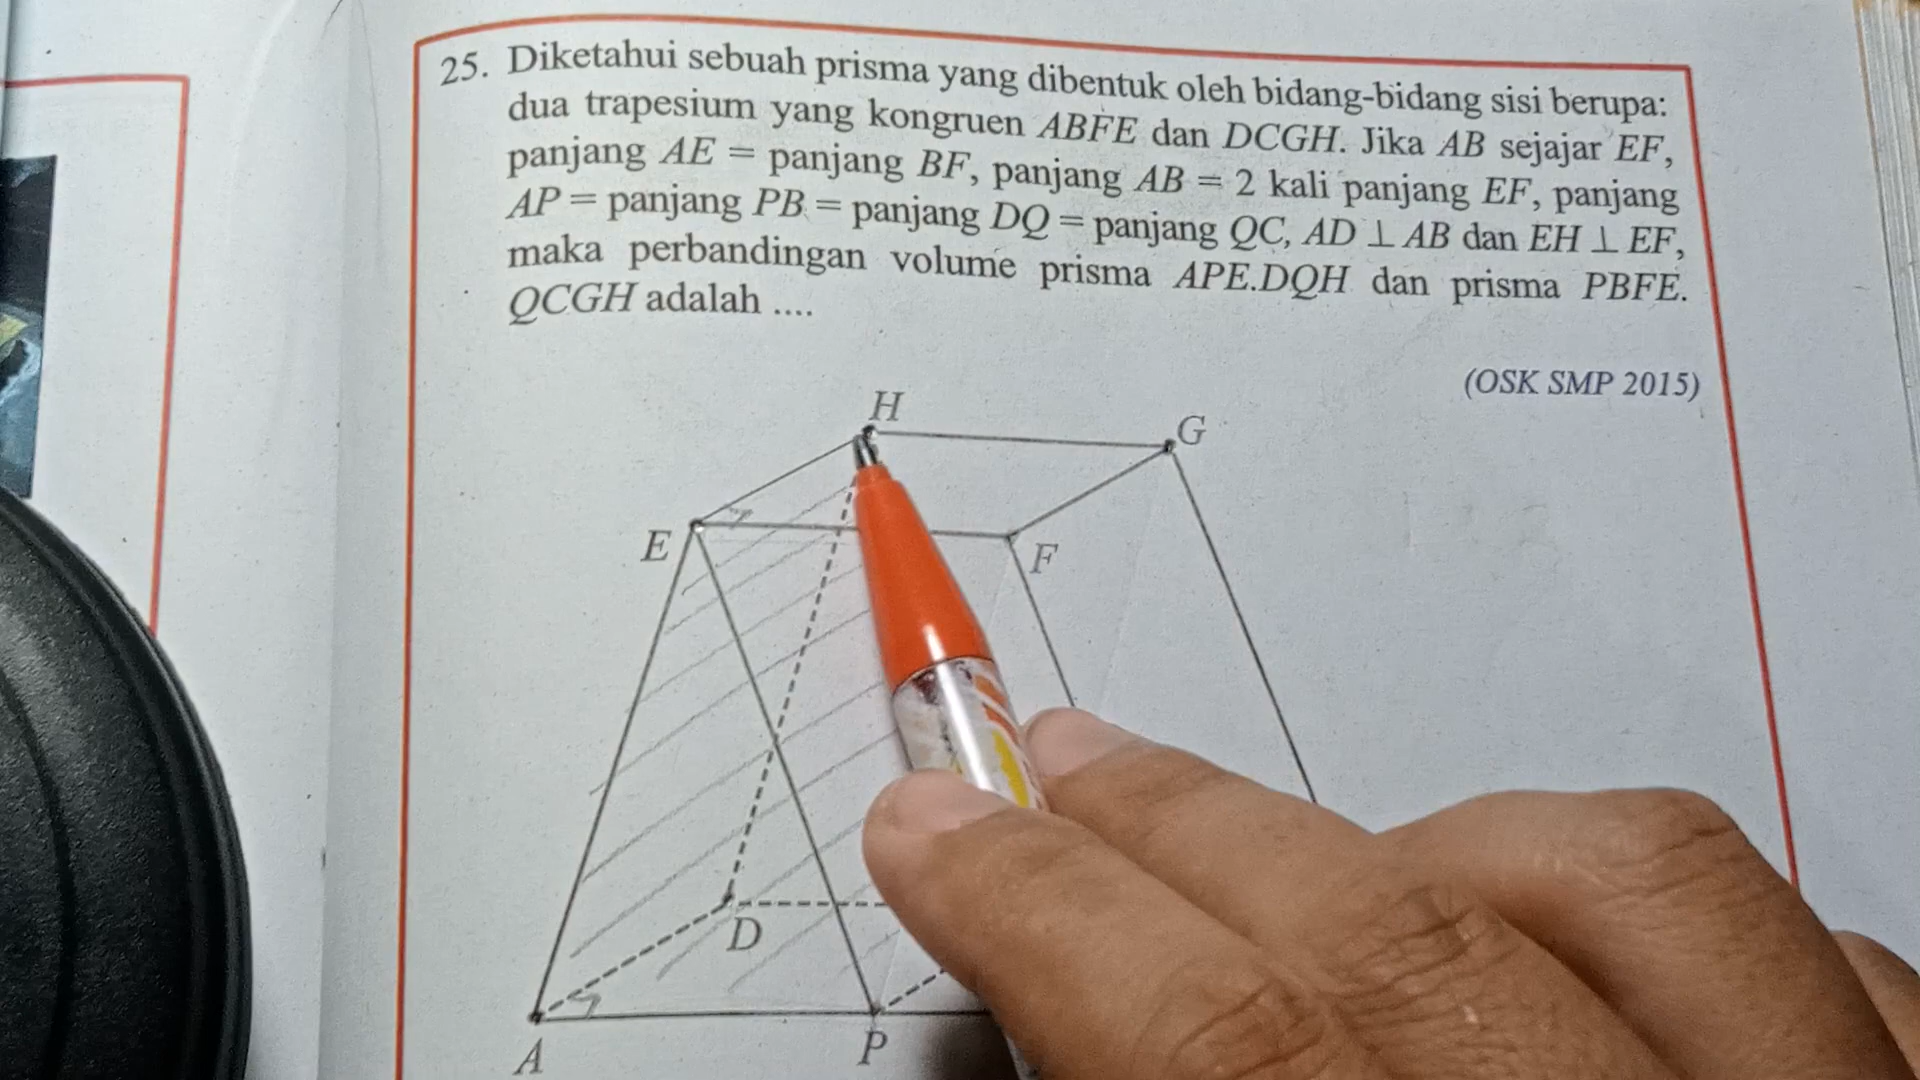 25. Diketahui sebuah prisma yang dibentuk oleh bidang-bidang sisi berupa:
dua trapesium yang kongruen ABFE dan DCGH. Jika AB sejajar EF,
panjang AE = panjang BF, panjang AB = 2 kali panjang EF, panjang
AP = panjang PB = panjang DQ = panjang QC, AD ⊥ AB dan EH ⊥ EF,
maka perbandingan volume prisma APE.DQH dan prisma PBFE.
QCGH adalah ....
(OSK SMP 2015)
H
G
E
F
D
A
P